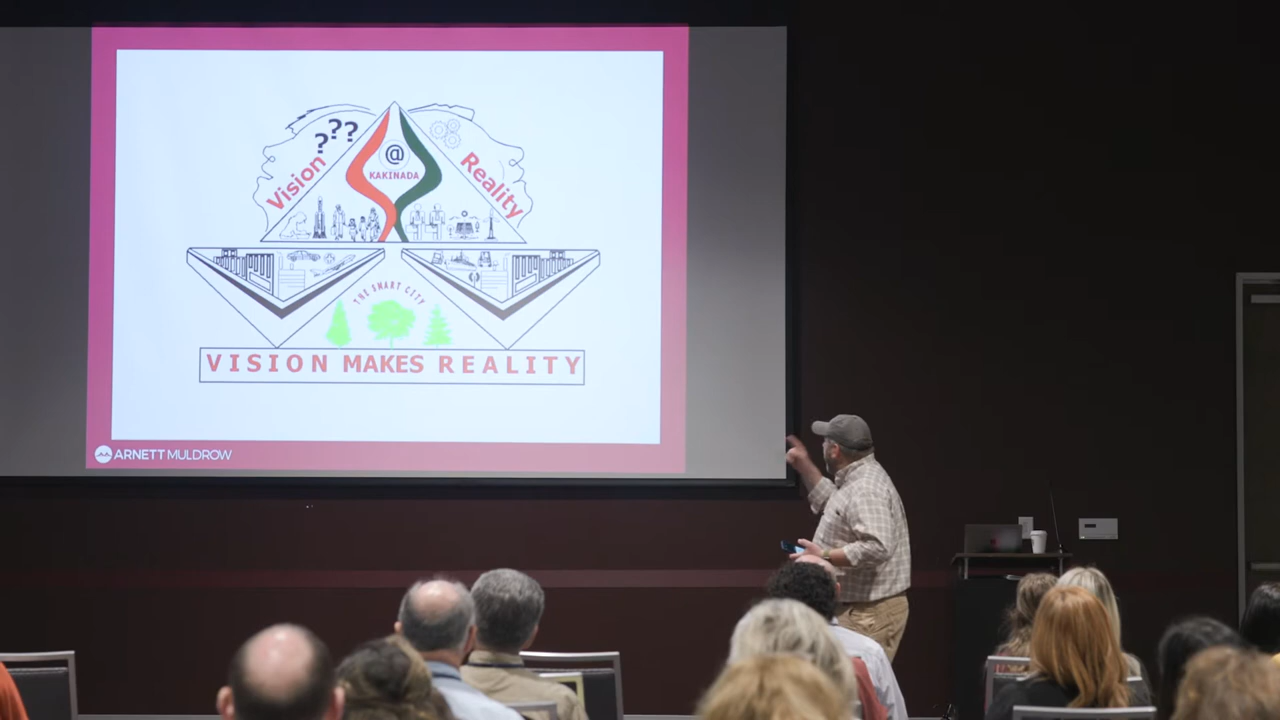 ???
Vision
@
KAKINADA
Reality
THE SMART CITY
VISION MAKES REALITY
ARNETT MULDROW